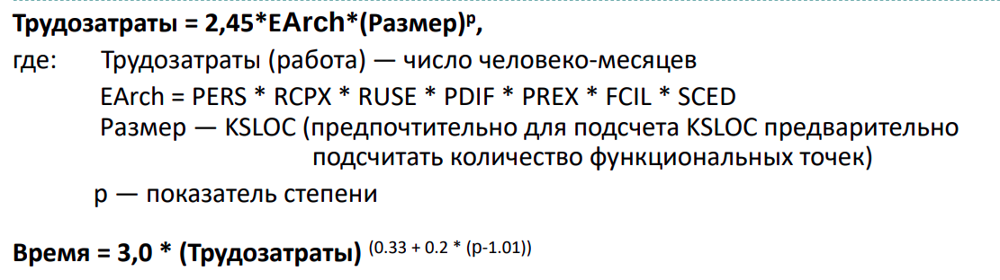 Трудозатраты = 2,45*EArch*(Размер)ᵖ,
где: Трудозатраты (работа) — число человеко-месяцев
EArch = PERS * RCPX * RUSE * PDIF * PREX * FCIL * SCED
Размер — KSLOC (предпочтительно для подсчета KSLOC предварительно
подсчитать количество функциональных точек)
p — показатель степени
Время = 3,0 * (Трудозатраты) (0.33 + 0.2 * (p-1.01))